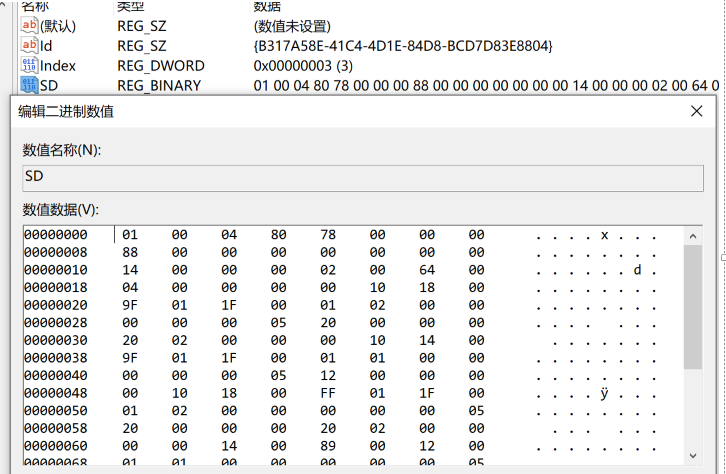 名称 类型 数据
(默认) REG_SZ (数值未设置)
Id REG_SZ {B317A58E-41C4-4D1E-84D8-BCD7D83E8804}
Index REG_DWORD 0x00000003 (3)
SD REG_BINARY 01 00 04 80 78 00 00 00 88 00 00 00 00 00 00 00 14 00 00 00 02 00 64 0
编辑二进制数值
数值名称(N):
SD
数值数据(V):
00000000 01 00 04 80 78 00 00 00 . . . . x . . .
00000008 88 00 00 00 00 00 00 00 . . . . . . . .
00000010 14 00 00 00 02 00 64 00 . . . . . . d .
00000018 04 00 00 00 00 10 18 00 . . . . . . . .
00000020 9F 01 1F 00 01 02 00 00 . . . . . . . .
00000028 00 00 00 05 20 00 00 00 . . . . . . .
00000030 20 02 00 00 00 10 14 00 . . . . . . .
00000038 9F 01 1F 00 01 01 00 00 . . . . . . . .
00000040 00 00 00 05 12 00 00 00 . . . . . . . .
00000048 00 10 18 00 FF 01 1F 00 . . . . ÿ . . .
00000050 01 02 00 00 00 00 00 05 . . . . . . . .
00000058 20 00 00 00 20 02 00 00 . . . . . .
00000060 00 00 14 00 89 00 12 00 . . . . . . . .
00000068 01 01 00 00 00 00 00 05